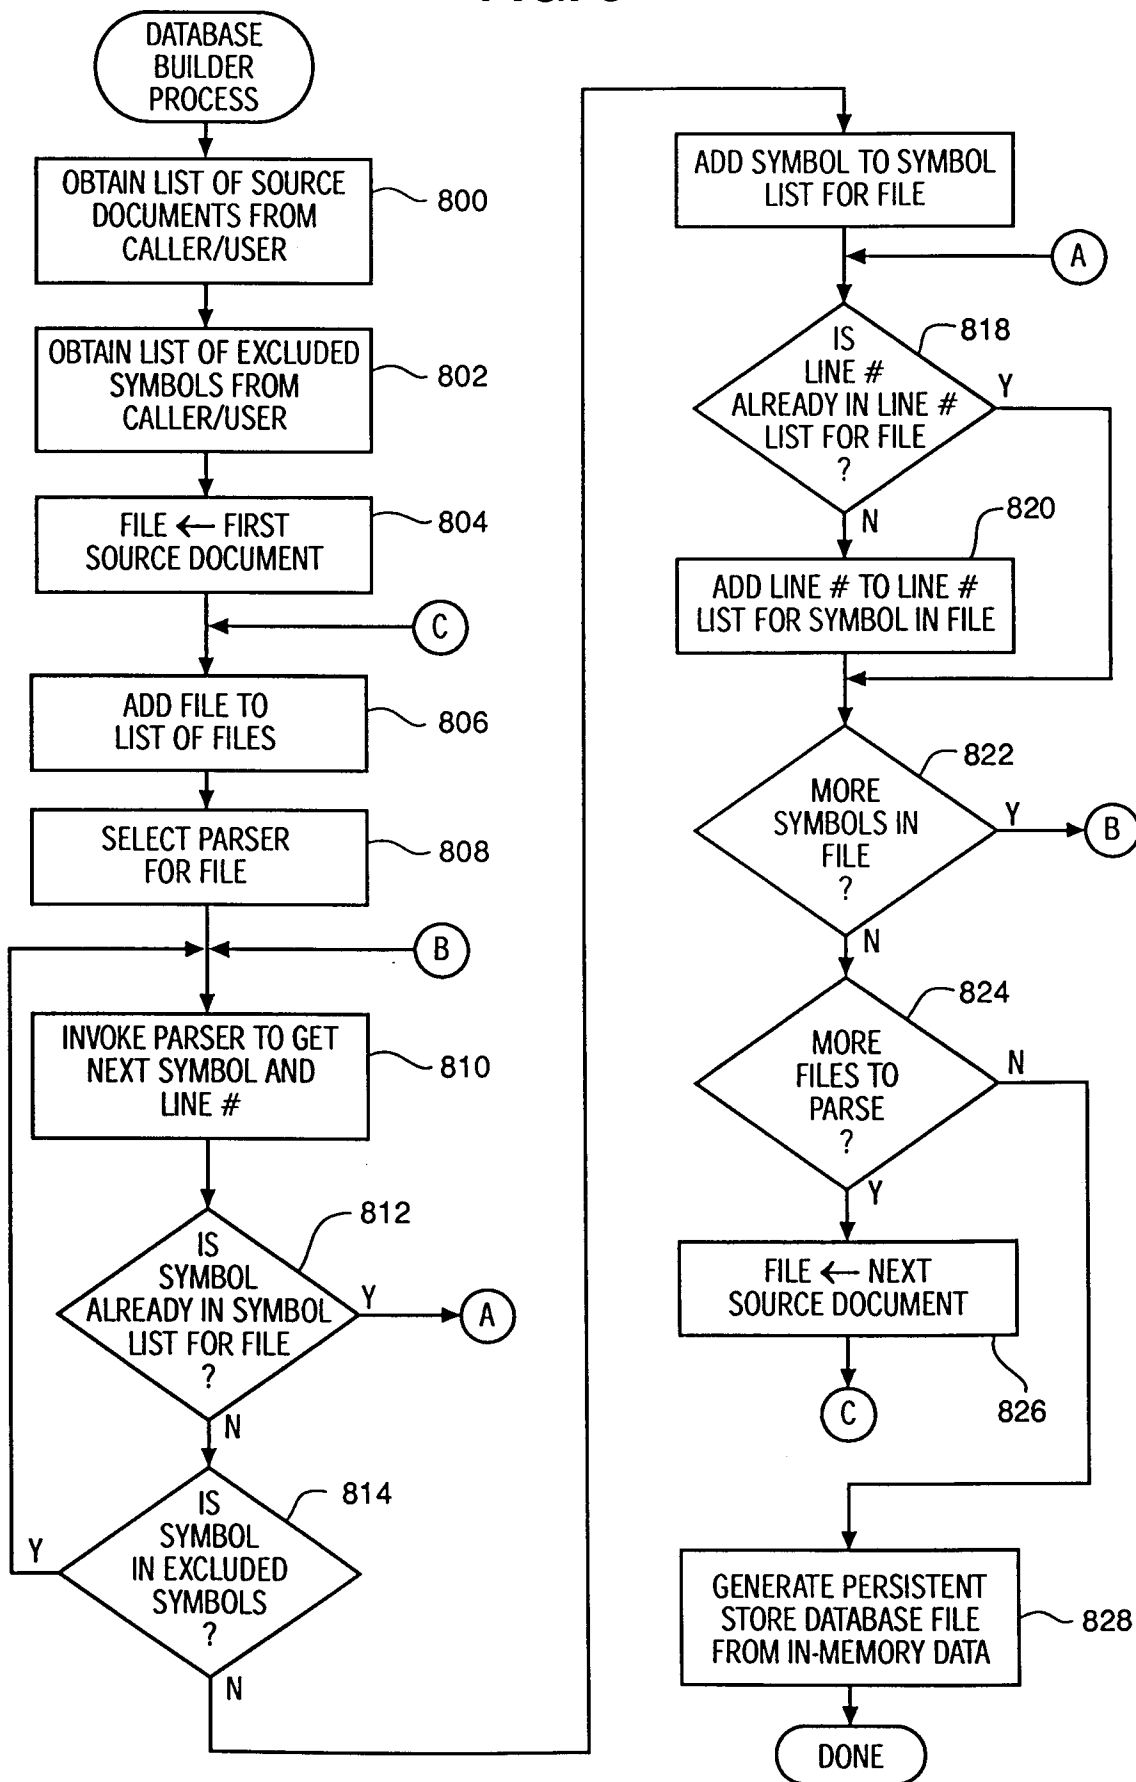 DATABASE
BUILDER
PROCESS
OBTAIN LIST OF SOURCE
DOCUMENTS FROM
CALLER/USER
800
OBTAIN LIST OF EXCLUDED
SYMBOLS FROM
CALLER/USER
802
FILE ← FIRST
SOURCE DOCUMENT
804
C
ADD FILE TO
LIST OF FILES
806
SELECT PARSER
FOR FILE
808
B
INVOKE PARSER TO GET
NEXT SYMBOL AND
LINE #
810
IS
SYMBOL
ALREADY IN SYMBOL
LIST FOR FILE
?
812
Y
A
N
IS
SYMBOL
IN EXCLUDED
SYMBOLS
?
814
Y
N
ADD SYMBOL TO SYMBOL
LIST FOR FILE
A
IS
LINE #
ALREADY IN LINE #
LIST FOR FILE
?
818
Y
N
820
ADD LINE # TO LINE #
LIST FOR SYMBOL IN FILE
MORE
SYMBOLS IN
FILE
?
822
Y
B
N
MORE
FILES TO
PARSE
?
824
N
Y
FILE ← NEXT
SOURCE DOCUMENT
826
C
GENERATE PERSISTENT
STORE DATABASE FILE
FROM IN-MEMORY DATA
828
DONE